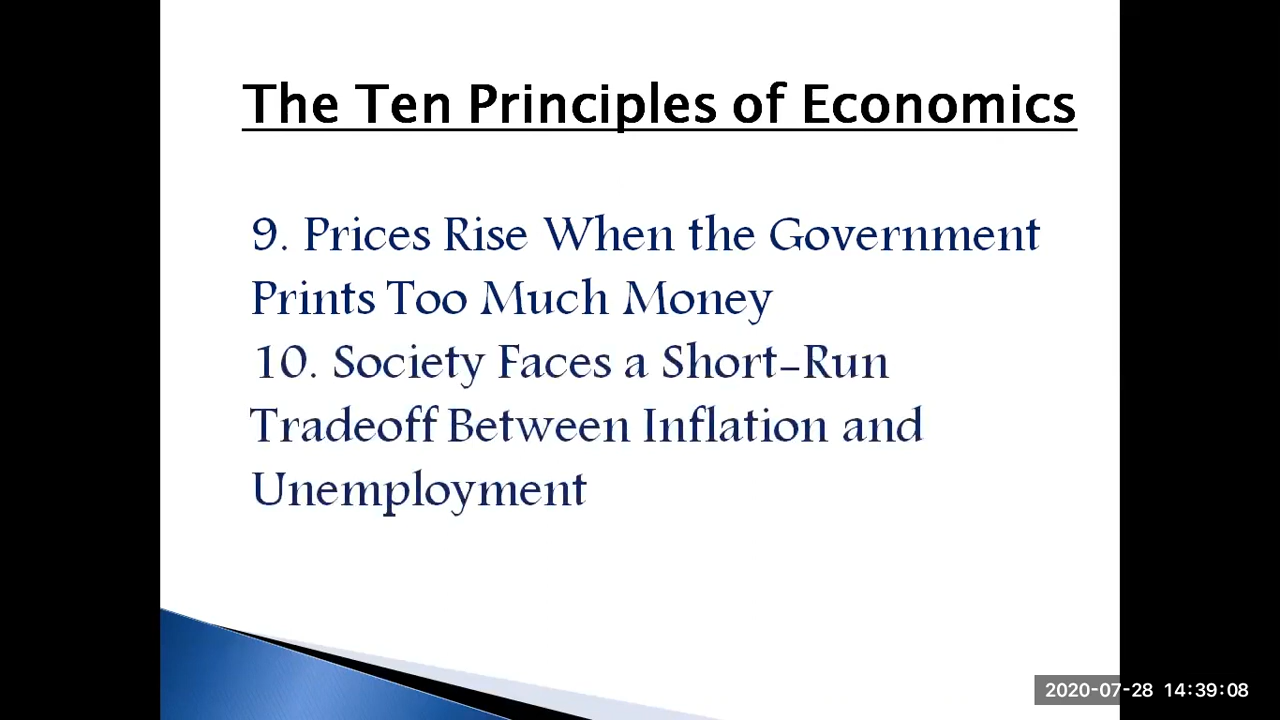 The Ten Principles of Economics
9. Prices Rise When the Government
Prints Too Much Money
10. Society Faces a Short-Run
Tradeoff Between Inflation and
Unemployment
2020-07-28 14:39:08